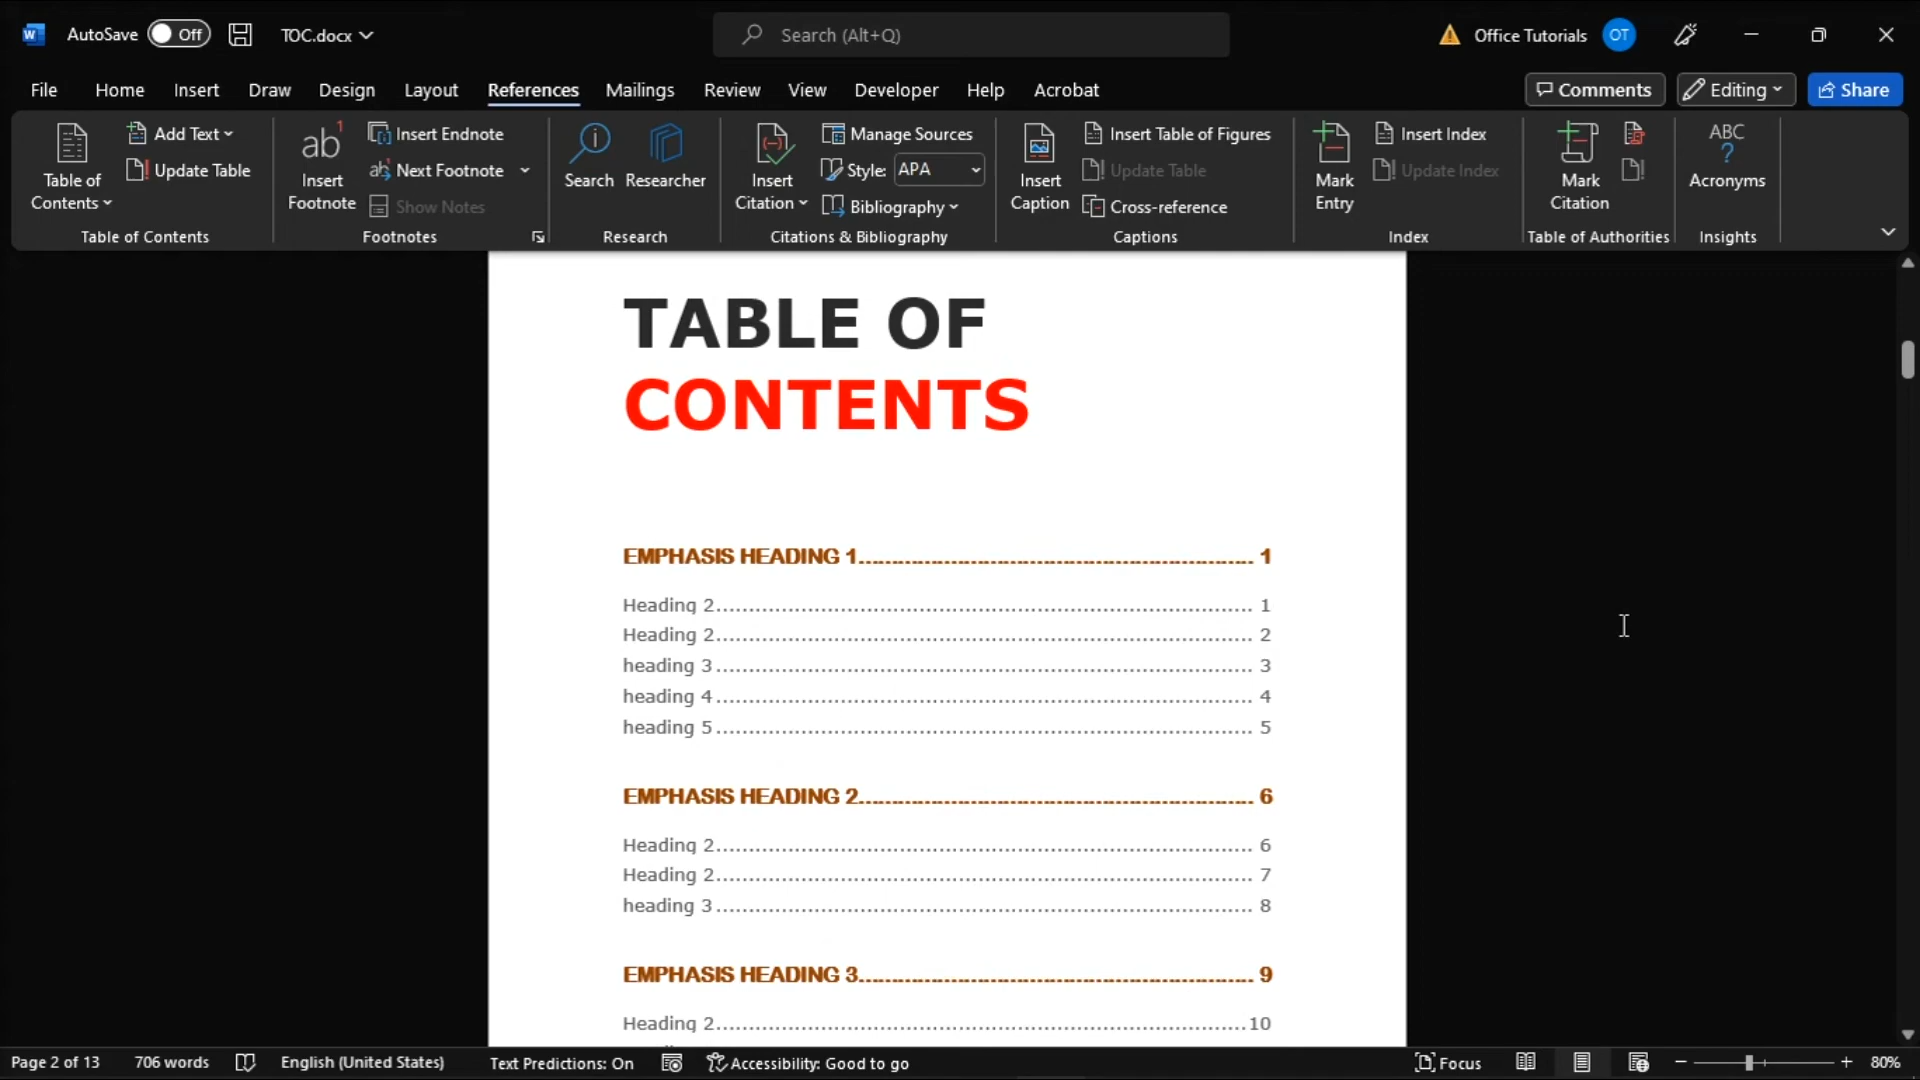 AutoSave Off TOC.docx Search (Alt+Q) Office Tutorials OT
File Home Insert Draw Design Layout References Mailings Review View Developer Help Acrobat Comments Editing Share
Table of Contents
Add Text
Update Table
Table of Contents
ab1 Insert Footnote
Insert Endnote
ab1 Next Footnote
Show Notes
Footnotes
Search
Researcher
Research
Insert Citation
Manage Sources
Style: APA
Bibliography
Citations & Bibliography
Insert Caption
Insert Table of Figures
Update Table
Cross-reference
Captions
Mark Entry
Insert Index
Update Index
Index
Mark Citation
Table of Authorities
ABC ? Acronyms
Insights
TABLE OF
CONTENTS
EMPHASIS HEADING 1 1
Heading 2 1
Heading 2 2
heading 3 3
heading 4 4
heading 5 5
EMPHASIS HEADING 2 6
Heading 2 6
Heading 2 7
heading 3 8
EMPHASIS HEADING 3 9
Heading 2 10
Page 2 of 13 706 words English (United States) Text Predictions: On Accessibility: Good to go Focus 80%